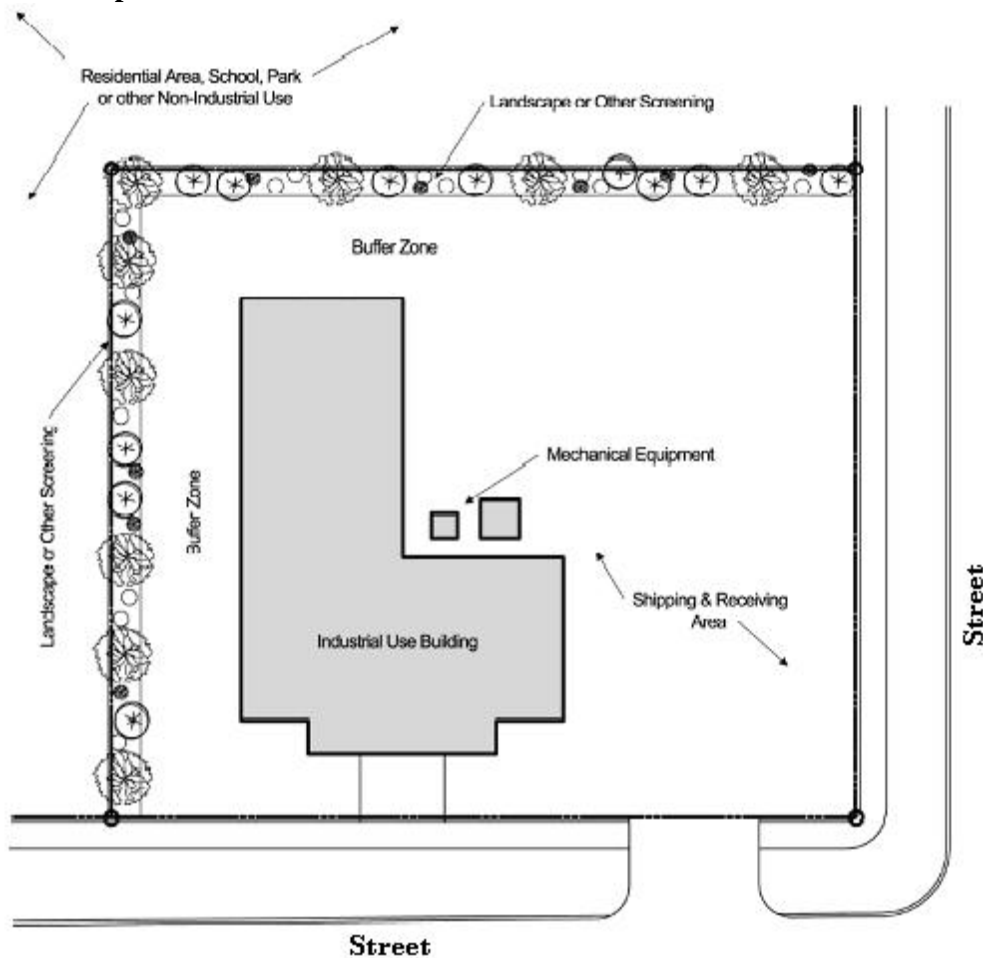 Residential Area, School, Park
or other Non-Industrial Use
Landscape or Other Screening
Buffer Zone
Mechanical Equipment
Landscape or Other Screening
Buffer Zone
Shipping & Receiving
Area
Industrial Use Building
Street
Street